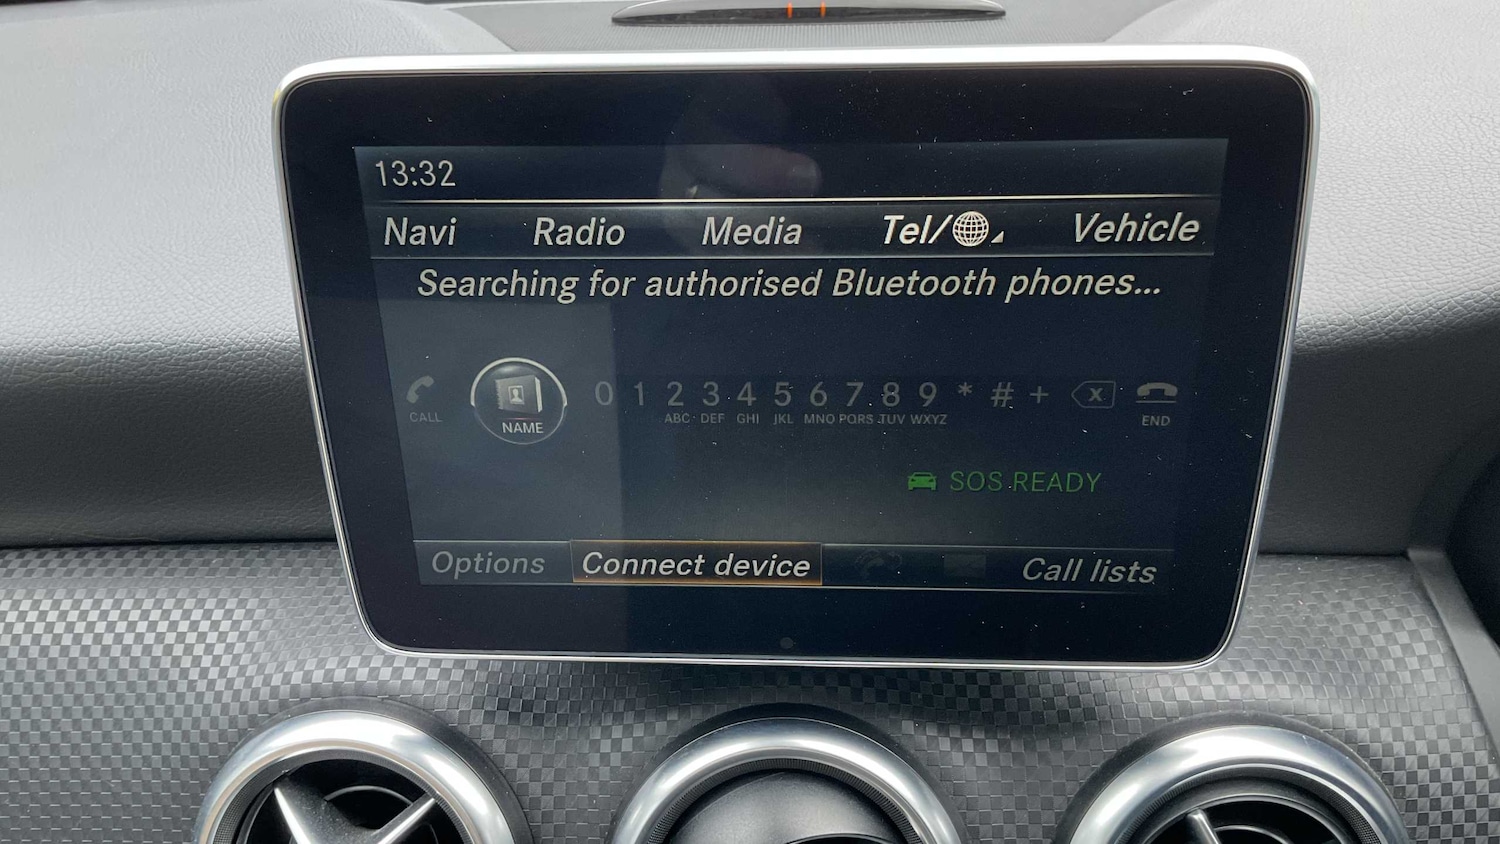 13:32
Navi Radio Media Tel/ Vehicle
Searching for authorised Bluetooth phones...
0 1 2 3 4 5 6 7 8 9 * # + x
CALL NAME ABC DEF GHI JKL MNO PQRS TUV WXYZ END
SOS READY
Options Connect device Call lists